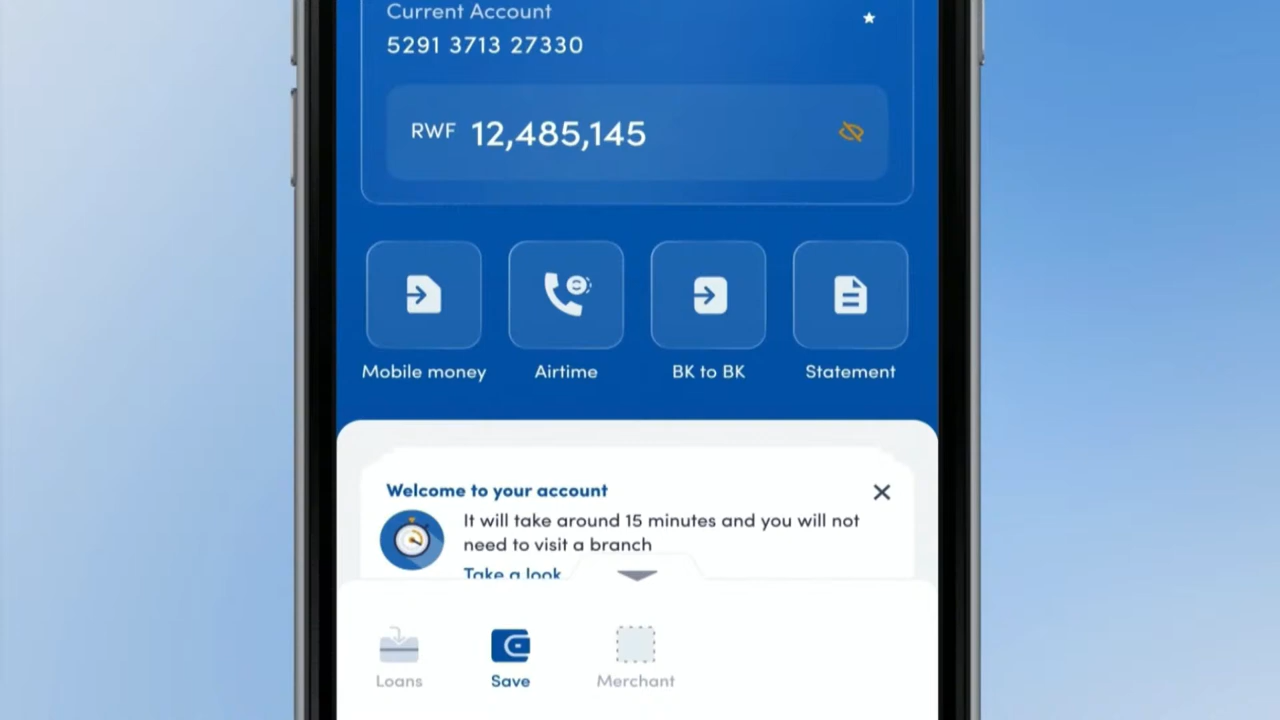 Current Account
5291 3713 27330
RWF 12,485,145
Mobile money
Airtime
BK to BK
Statement
Welcome to your account
It will take around 15 minutes and you will not
need to visit a branch
Take a look
Loans
Save
Merchant